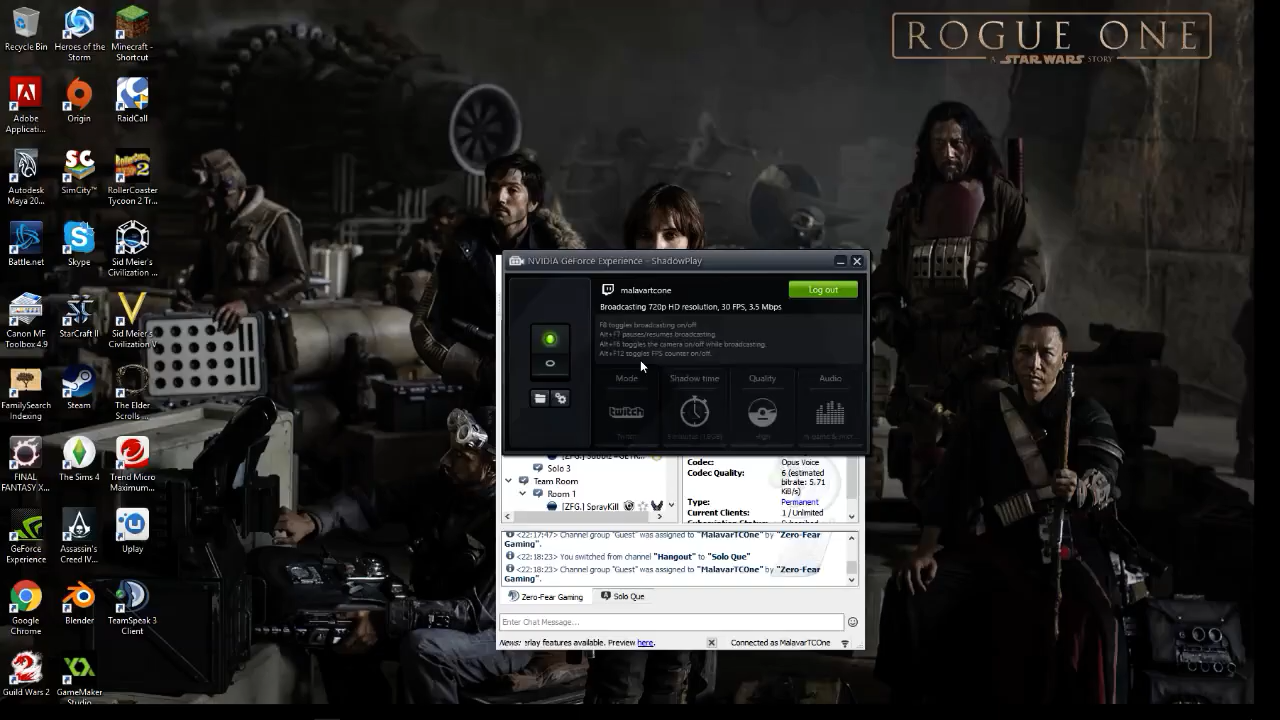 Recycle Bin
Heroes of the
Storm
Minecraft -
Shortcut
Adobe
Applicati...
Origin
RaidCall
Autodesk
Maya 20...
SimCity™
RollerCoaster
Tycoon 2 Tr...
Battle.net
Skype
Sid Meier's
Civilization ...
Canon MF
Toolbox 4.9
StarCraft II
Sid Meier's
Civilization V
FamilySearch
Indexing
Steam
The Elder
Scrolls ...
FINAL
FANTASY X...
The Sims 4
Trend Micro
Maximum...
GeForce
Experience
Assassin's
Creed IV...
Uplay
Google
Chrome
Blender
TeamSpeak 3
Client
Guild Wars 2
GameMaker
Studio
ROGUE ONE
A STAR WARS STORY
NVIDIA GeForce Experience - ShadowPlay
malavartcone
Log out
Broadcasting 720p HD resolution, 30 FPS, 3.5 Mbps
F8 toggles broadcasting on/off.
Alt+F7 pauses/resumes broadcasting.
Alt+F6 toggles the camera on/off while broadcasting.
Alt+F12 toggles FPS counter on/off.
Mode
Shadow time
Quality
Audio
twitch
Solo 3
Team Room
Room 1
[ZFG.] SprayKill
Codec:
Opus Voice
Codec Quality:
6 (estimated
bitrate: 5.71
KiB/s)
Type:
Permanent
Current Clients:
1 / Unlimited
<22:17:47> Channel group "Guest" was assigned to "MalavarTCOne" by "Zero-Fear
Gaming".
<22:18:23> You switched from channel "Hangout" to "Solo Que"
<22:18:23> Channel group "Guest" was assigned to "MalavarTCOne" by "Zero-Fear
Gaming".
Zero-Fear Gaming
Solo Que
Enter Chat Message...
News: erlay features available. Preview here.
Connected as MalavarTCOne